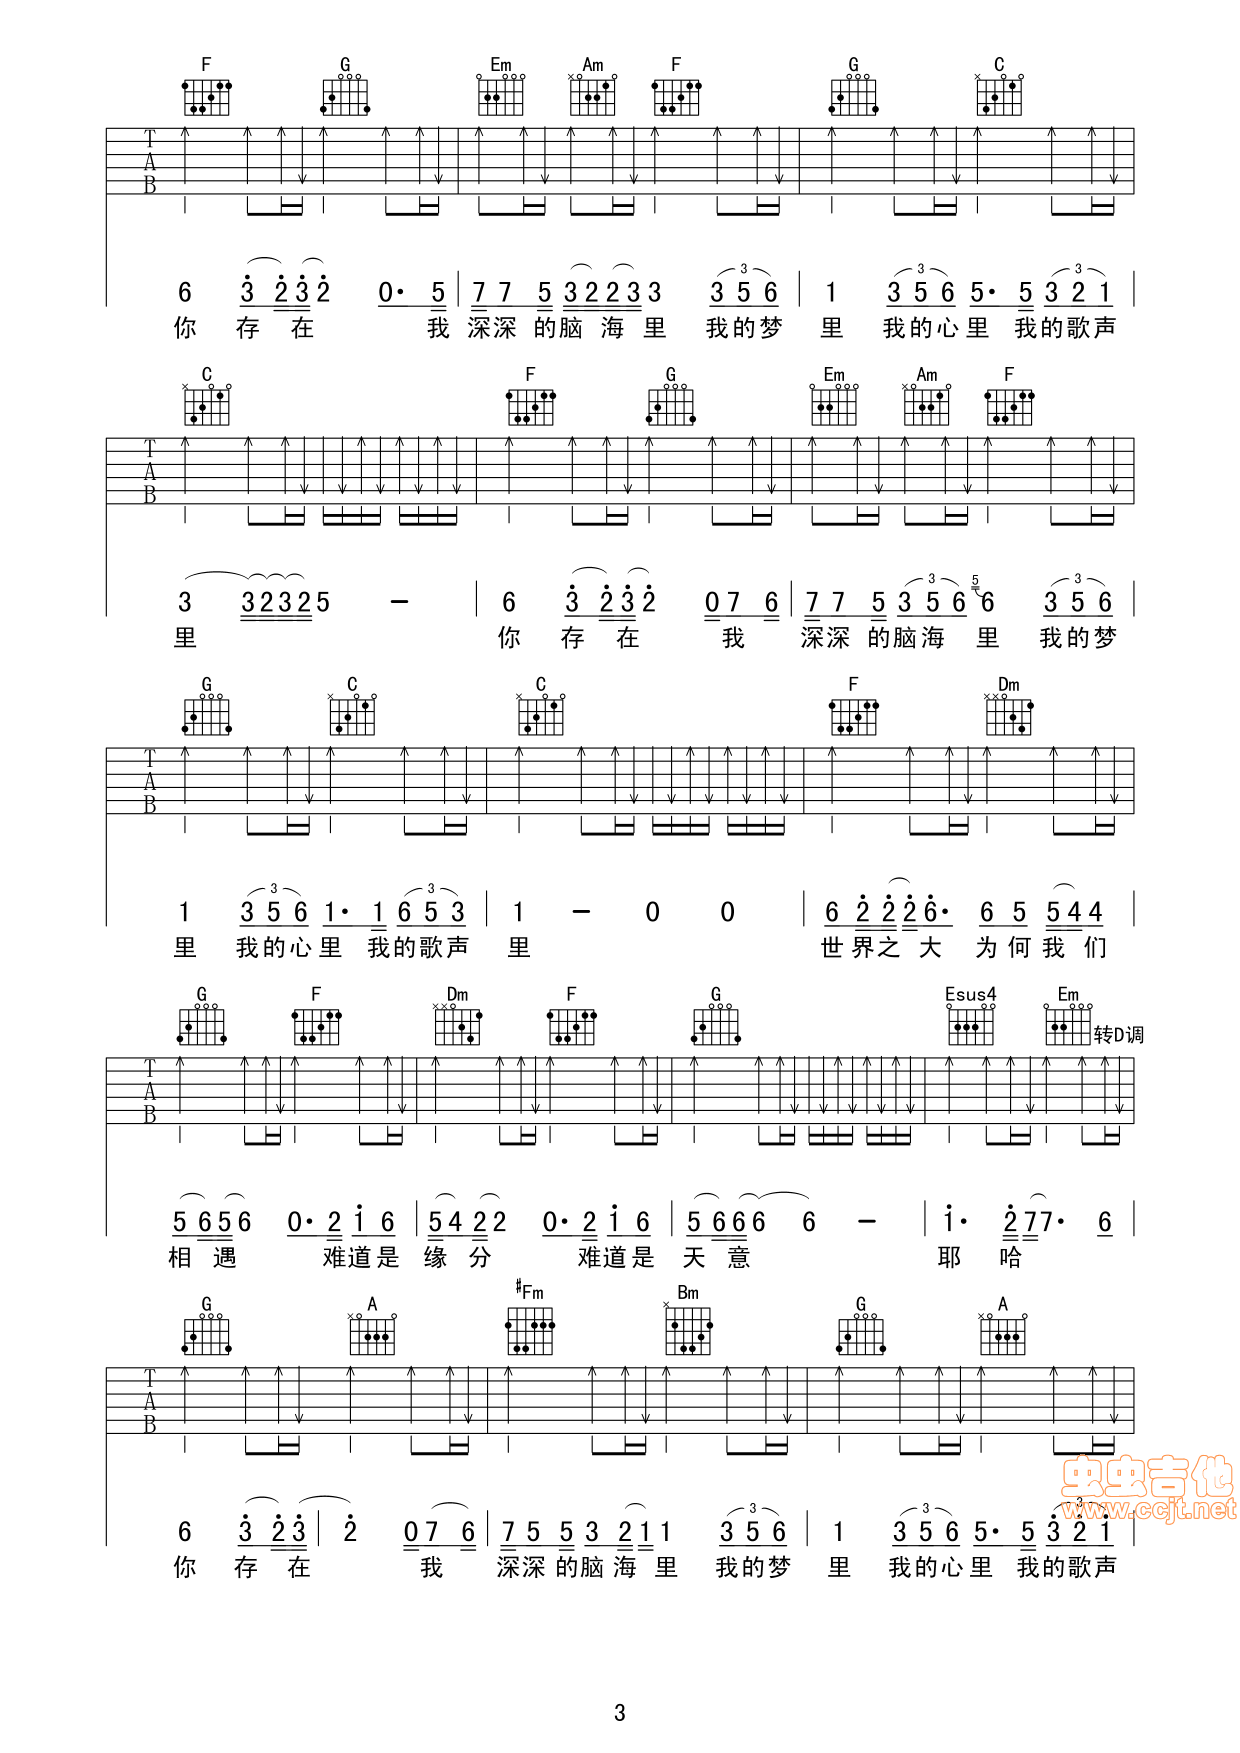 F G Em Am F G C
T
A
B
6 3 2 3 2 0· 5 7 7 5 3 2 2 3 3 3 3 5 6 1 3 3 5 6 5· 5 3 3 2 1
你 存 在 我 深深 的脑 海 里 我的梦 里 我的心里 我的歌声
C F G Em Am F
T
A
B
3 3 2 3 2 5 － 6 3 2 3 2 0 7 6 7 7 5 3 3 5 6 5 6 3 3 5 6
里 你 存 在 我 深深 的脑海 里 我的梦
G C C F Dm
T
A
B
1 3 3 5 6 1· 1 3 6 5 3 1 － 0 0 6 2 2 2 6· 6 5 5 4 4
里 我的心里 我的歌声 里 世界之 大 为何我 们
G F Dm F G Esus4 Em 转D调
T
A
B
5 6 5 6 0· 2 1 6 5 4 2 2 0· 2 1 6 5 6 6 6 6 － 1· 2 7 7· 6
相 遇 难道是 缘 分 难道是 天 意 耶 哈
G A #Fm Bm G A
T
A
B
6 3 2 3 2 0 7 6 7 5 5 3 2 1 1 3 3 5 6 1 3 3 5 6 5· 5 3 3 2 1
你 存 在 我 深深 的脑 海 里 我的梦 里 我的心里 我的歌声
虫虫吉他
www.ccjt.net
3